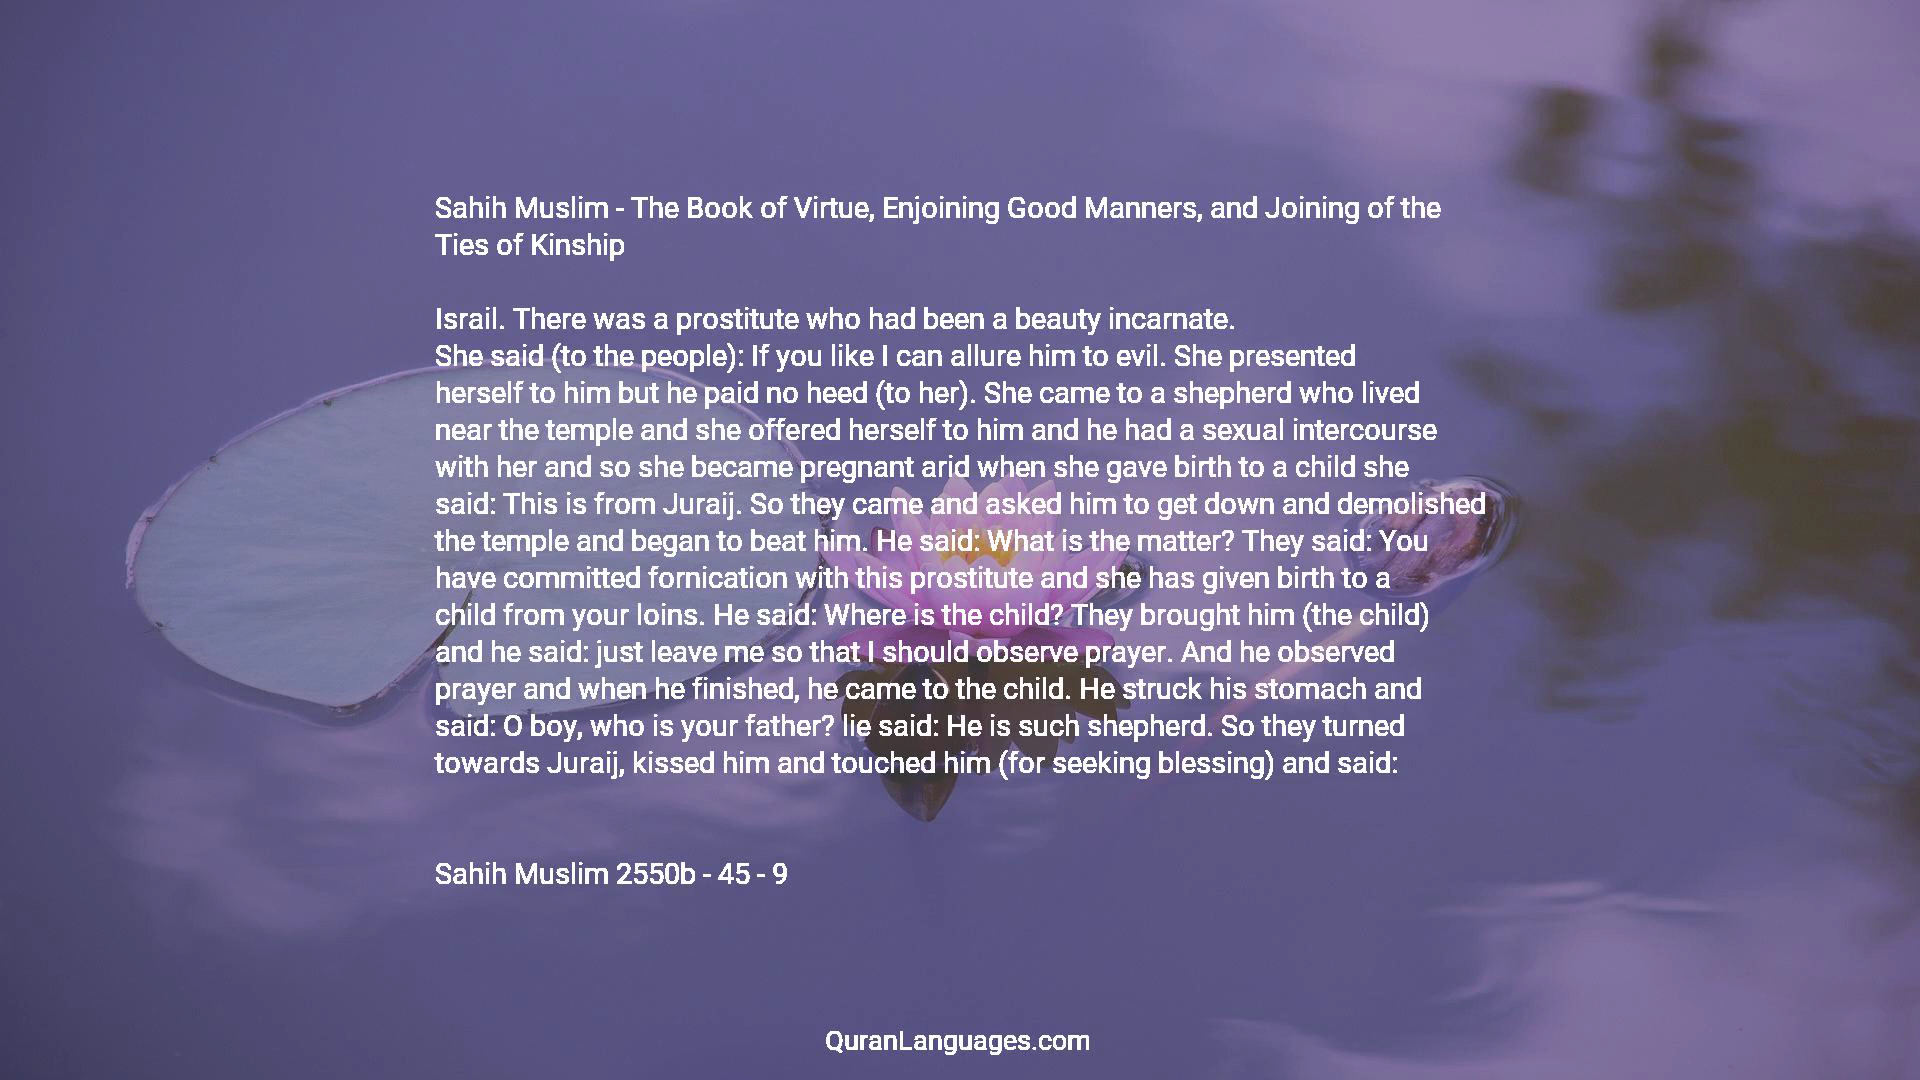 Sahih Muslim - The Book of Virtue, Enjoining Good Manners, and Joining of the
Ties of Kinship
Israil. There was a prostitute who had been a beauty incarnate.
She said (to the people): If you like I can allure him to evil. She presented
herself to him but he paid no heed (to her). She came to a shepherd who lived
near the temple and she offered herself to him and he had a sexual intercourse
with her and so she became pregnant arid when she gave birth to a child she
said: This is from Juraij. So they came and asked him to get down and demolished
the temple and began to beat him. He said: What is the matter? They said: You
have committed fornication with this prostitute and she has given birth to a
child from your loins. He said: Where is the child? They brought him (the child)
and he said: just leave me so that I should observe prayer. And he observed
prayer and when he finished, he came to the child. He struck his stomach and
said: O boy, who is your father? lie said: He is such shepherd. So they turned
towards Juraij, kissed him and touched him (for seeking blessing) and said:
Sahih Muslim 2550b - 45 - 9
QuranLanguages.com